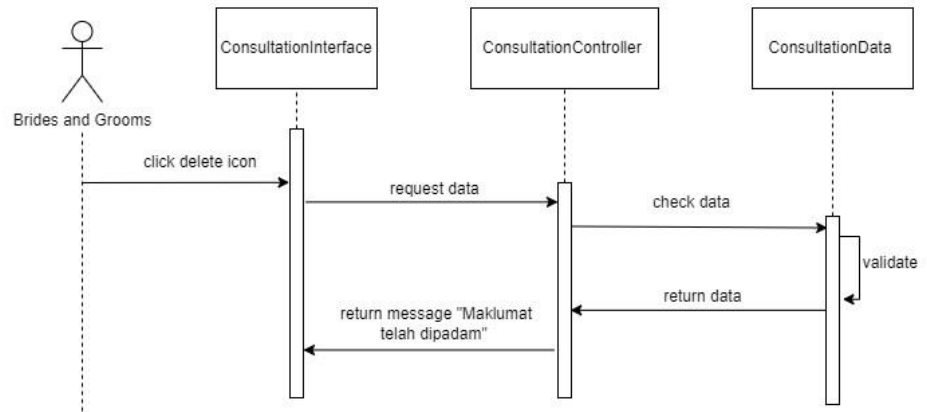 ConsultationInterface
ConsultationController
ConsultationData
Brides and Grooms
click delete icon
request data
check data
validate
return data
return message "Maklumat
telah dipadam"